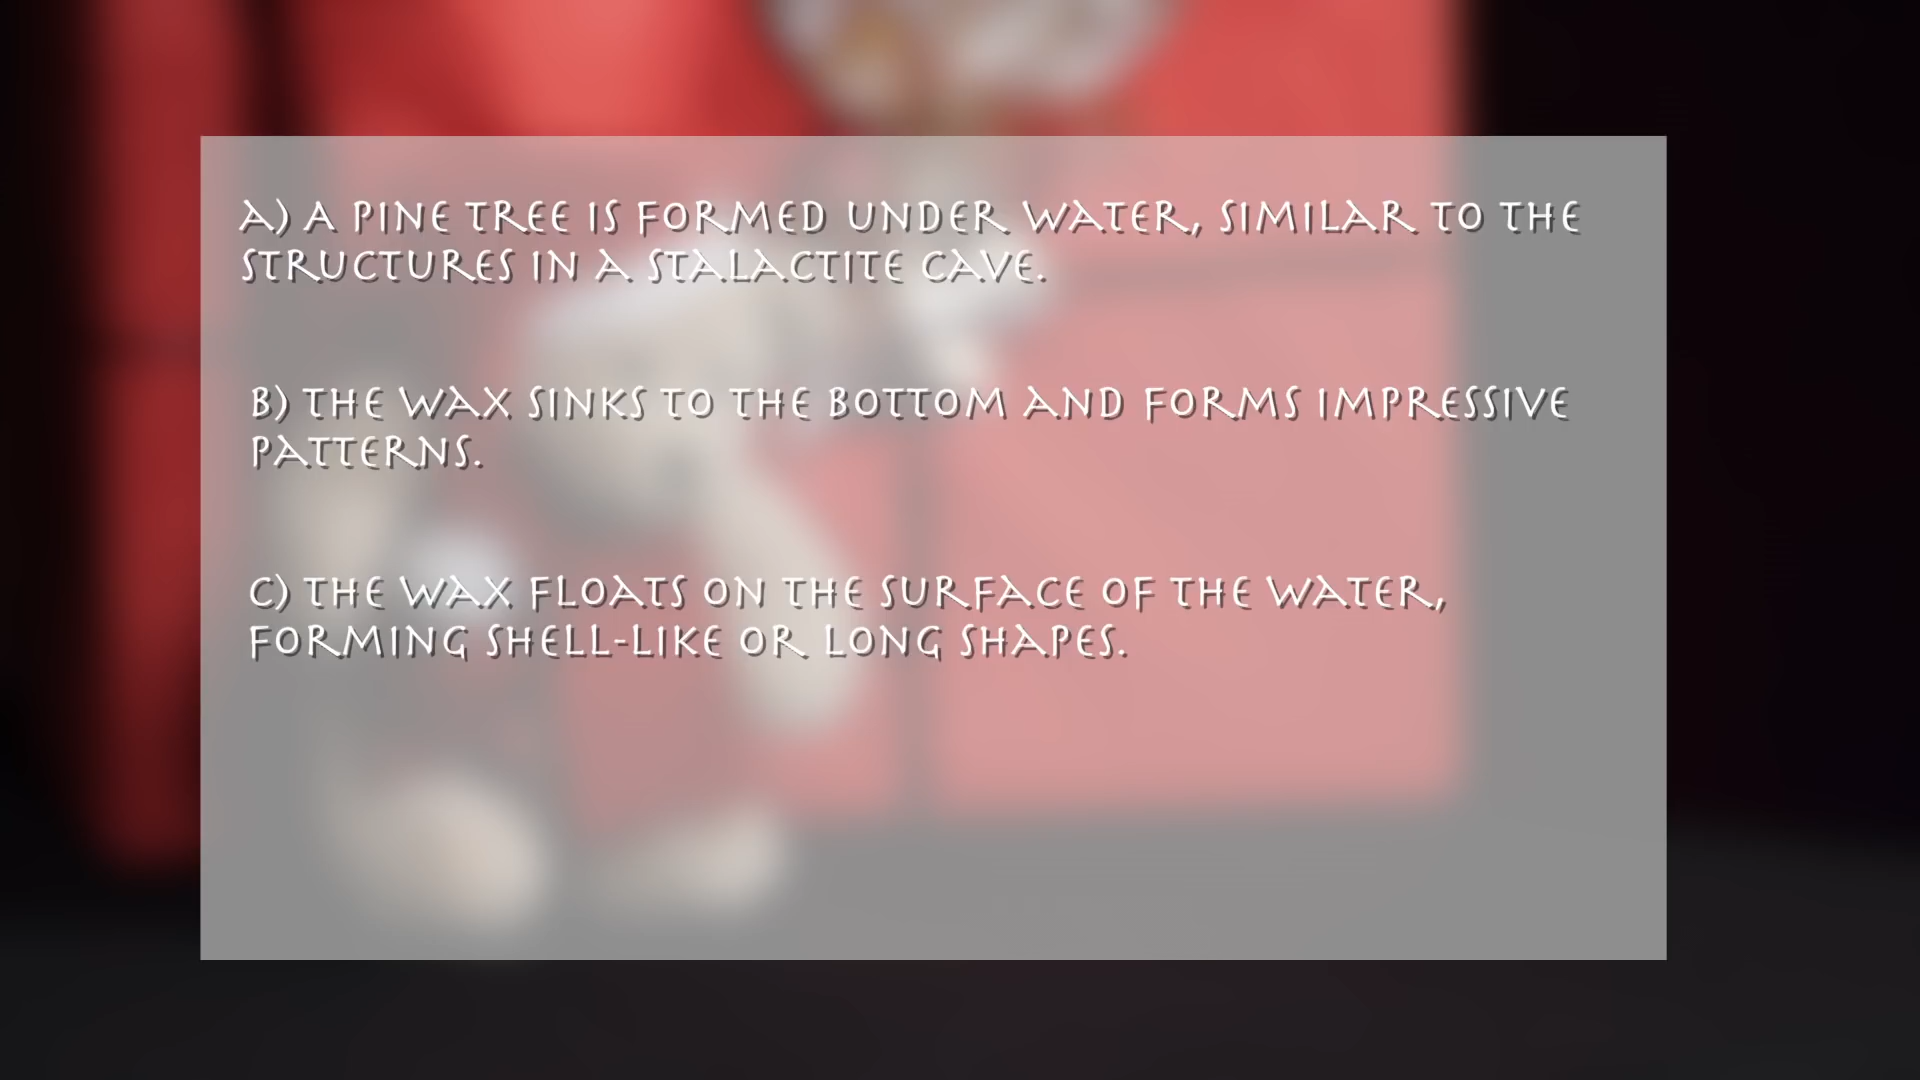 a) A PINE TREE IS FORMED UNDER WATER, SIMILAR TO THE
STRUCTURES IN A STALACTITE CAVE.
B) THE WAX SINKS TO THE BOTTOM AND FORMS IMPRESSIVE
PATTERNS.
C) THE WAX FLOATS ON THE SURFACE OF THE WATER,
FORMING SHELL-LIKE OR LONG SHAPES.